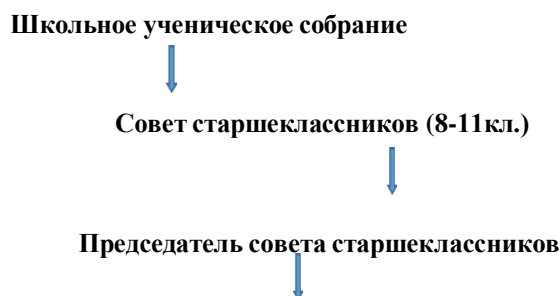 Школьное ученическое собрание
Совет старшеклассников (8-11кл.)
Председатель совета старшеклассников